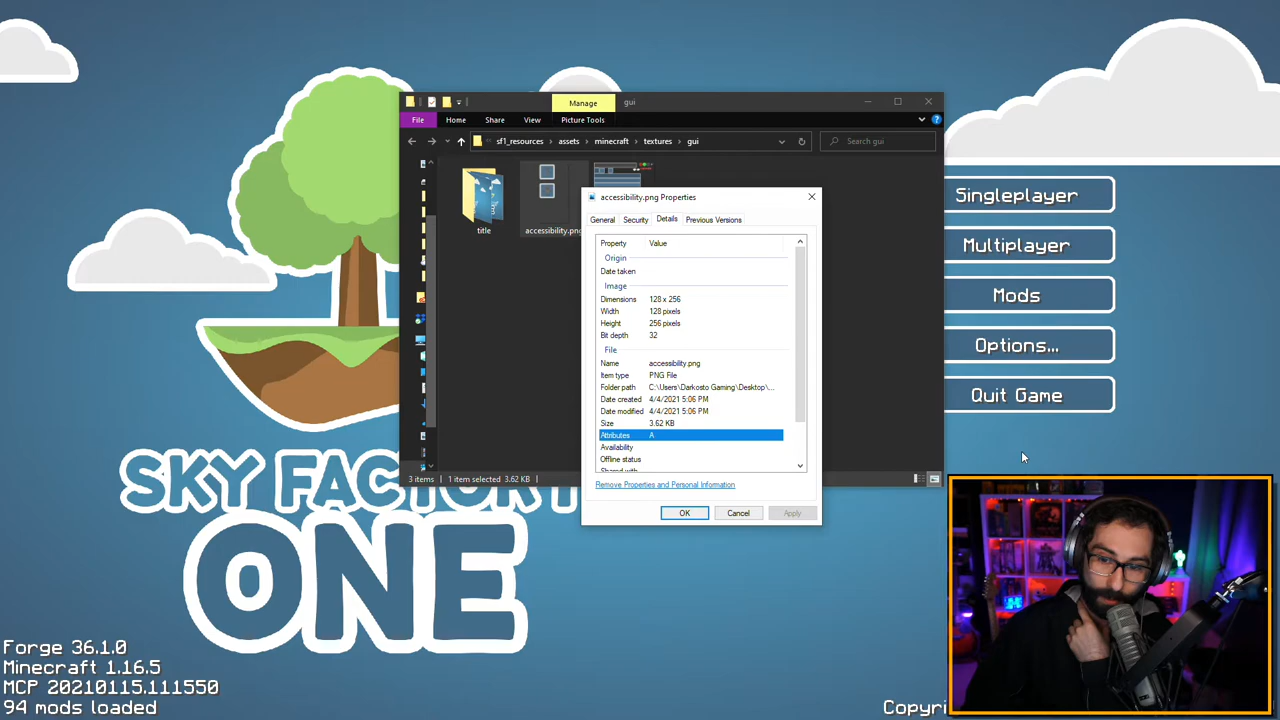 Manage
gui
File
Home
Share
View
Picture Tools
sf1_resources
assets
minecraft
textures
gui
Search gui
title
accessibility.png
accessibility.png Properties
General
Security
Details
Previous Versions
Property Value
Origin
Date taken
Image
Dimensions 128 x 256
Width 128 pixels
Height 256 pixels
Bit depth 32
File
Name accessibility.png
Item type PNG File
Folder path C:\Users\Darkosto Gaming\Desktop\...
Date created 4/4/2021 5:06 PM
Date modified 4/4/2021 5:06 PM
Size 3.62 KB
Attributes A
Availability
Offline status
Shared with
Remove Properties and Personal Information
OK
Cancel
Apply
3 items
1 item selected 3.62 KB
Singleplayer
Multiplayer
Mods
Options...
Quit Game
SKY FACTOR
ONE
Forge 36.1.0
Minecraft 1.16.5
MCP 20210115.111550
94 mods loaded
Copyri